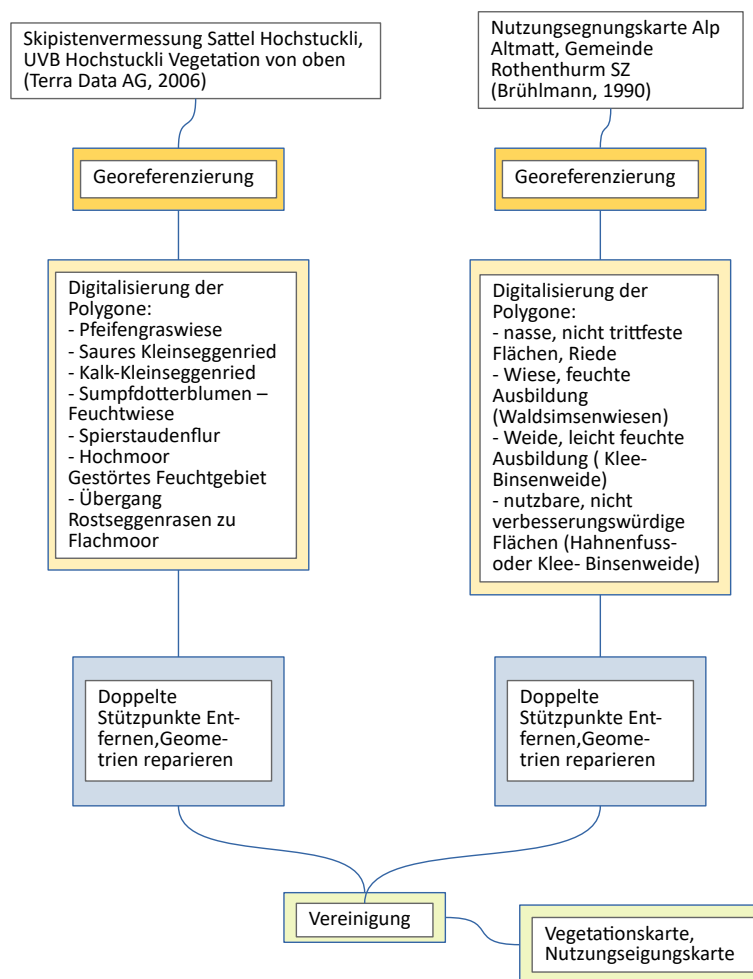 Skipistenvermessung Sattel Hochstuckli,
UVB Hochstuckli Vegetation von oben
(Terra Data AG, 2006)
Georeferenzierung
Digitalisierung der
Polygone:
- Pfeifengraswiese
- Saures Kleinseggenried
- Kalk-Kleinseggenried
- Sumpfdotterblumen –
Feuchtwiese
- Spierstaudenflur
- Hochmoor
Gestörtes Feuchtgebiet
- Übergang
Rostseggenrasen zu
Flachmoor
Doppelte
Stützpunkte Ent-
fernen,Geome-
trien reparieren
Nutzungsegnungskarte Alp
Altmatt, Gemeinde
Rothenthurm SZ
(Brühlmann, 1990)
Georeferenzierung
Digitalisierung der
Polygone:
- nasse, nicht trittfeste
Flächen, Riede
- Wiese, feuchte
Ausbildung
(Waldsimsenwiesen)
- Weide, leicht feuchte
Ausbildung ( Klee-
Binsenweide)
- nutzbare, nicht
verbesserungswürdige
Flächen (Hahnenfuss-
oder Klee- Binsenweide)
Doppelte
Stützpunkte Ent-
fernen,Geome-
trien reparieren
Vereinigung
Vegetationskarte,
Nutzungseigungskarte